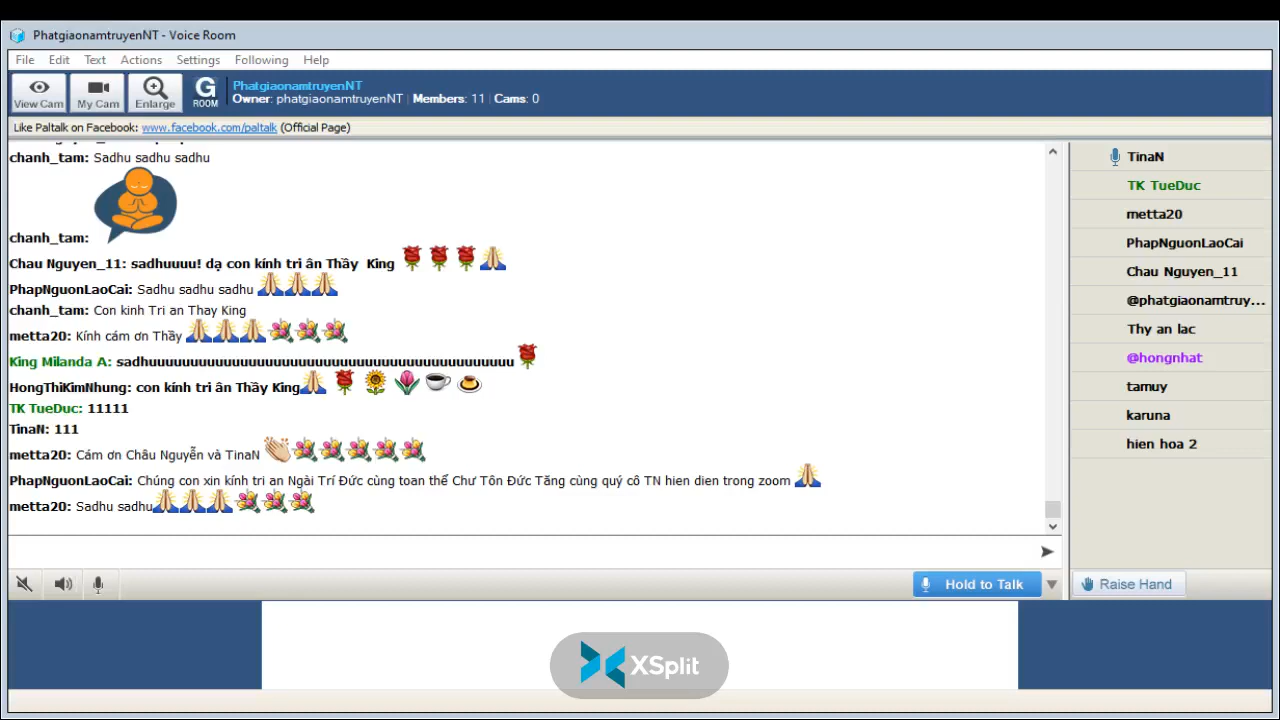 PhatgiaonamtruyenNT - Voice Room
File Edit Text Actions Settings Following Help
View Cam My Cam Enlarge G ROOM
PhatgiaonamtruyenNT
Owner: phatgiaonamtruyenNT | Members: 11 | Cams: 0
Like Paltalk on Facebook: www.facebook.com/paltalk (Official Page)
chanh_tam: Sadhu sadhu sadhu
chanh_tam:
Chau Nguyen_11: sadhuuuu! dạ con kính tri ân Thầy King
PhapNguonLaoCai: Sadhu sadhu sadhu
chanh_tam: Con kinh Tri an Thay King
metta20: Kính cám ơn Thầy
King Milanda A: sadhuuuuuuuuuuuuuuuuuuuuuuuuuuuuuuuuuuuuuuuuuuu
HongThiKimNhung: con kính tri ân Thầy King
TK TueDuc: 11111
TinaN: 111
metta20: Cám ơn Châu Nguyễn và TinaN
PhapNguonLaoCai: Chúng con xin kính tri an Ngài Trí Đức cùng toan thể Chư Tôn Đức Tăng cùng quý cô TN hien dien trong zoom
metta20: Sadhu sadhu
TinaN
TK TueDuc
metta20
PhapNguonLaoCai
Chau Nguyen_11
@phatgiaonamtruy...
Thy an lac
@hongnhat
tamuy
karuna
hien hoa 2
Hold to Talk
Raise Hand
XSplit